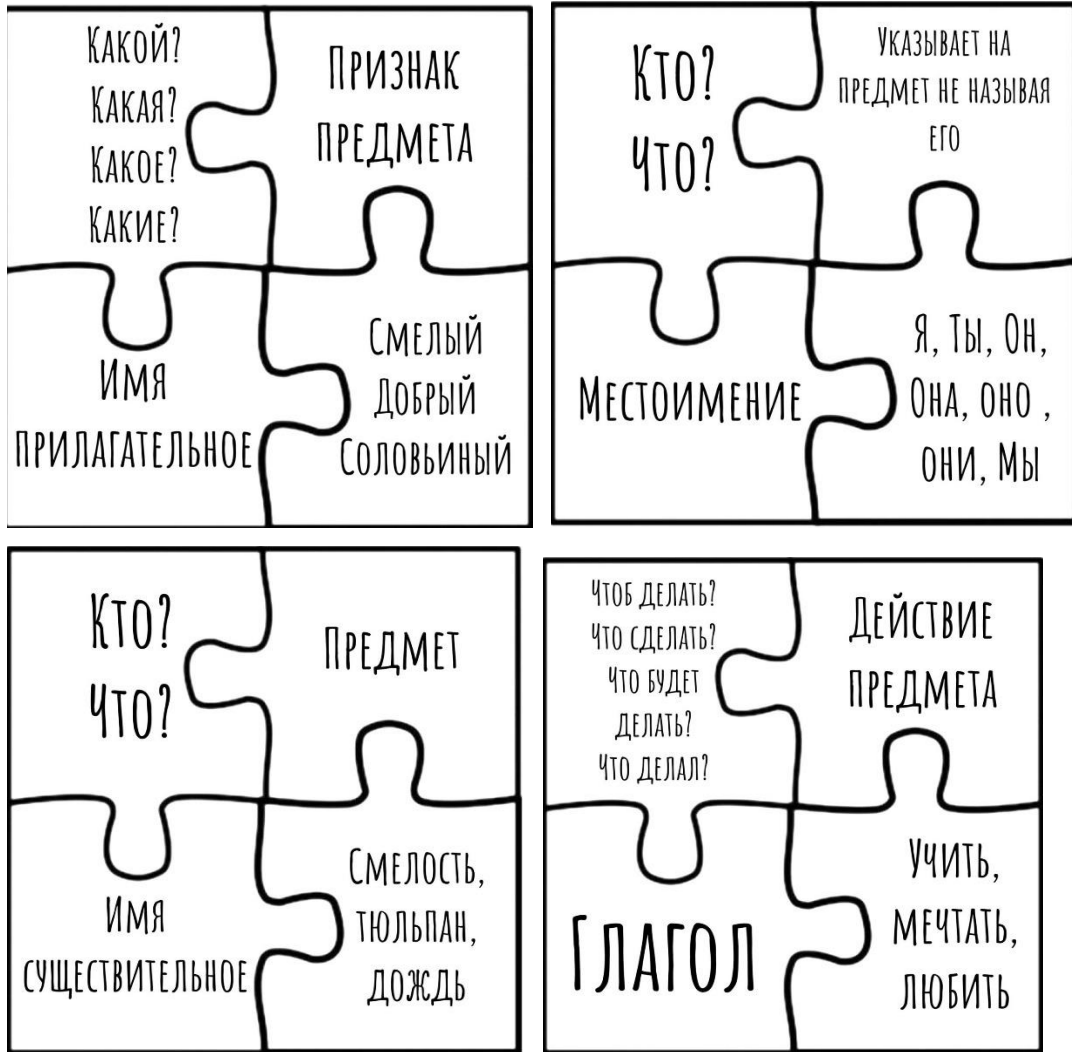 Какой?
Какая?
Какое?
Какие?
Признак
предмета
Имя
прилагательное
Смелый
Добрый
Соловьиный
Кто?
Что?
Указывает на
предмет не называя
его
Местоимение
Я, Ты, Он,
Она, оно ,
они, Мы
Кто?
Что?
Предмет
Имя
существительное
Смелость,
тюльпан,
дождь
Чтоб делать?
Что сделать?
Что будет
делать?
Что делал?
Действие
предмета
Глагол
Учить,
мечтать,
любить